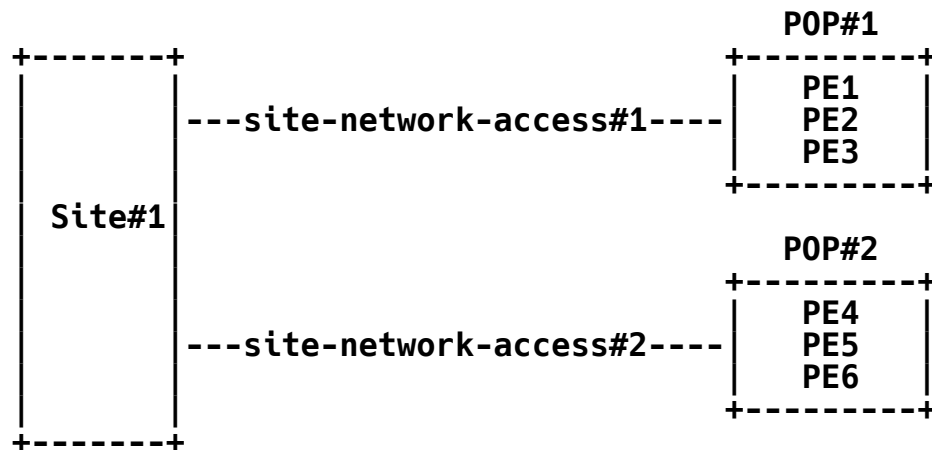 POP#1
PE1
---site-network-access#1----
PE2
PE3
Site#1
POP#2
PE4
---site-network-access#2----
PE5
PE6